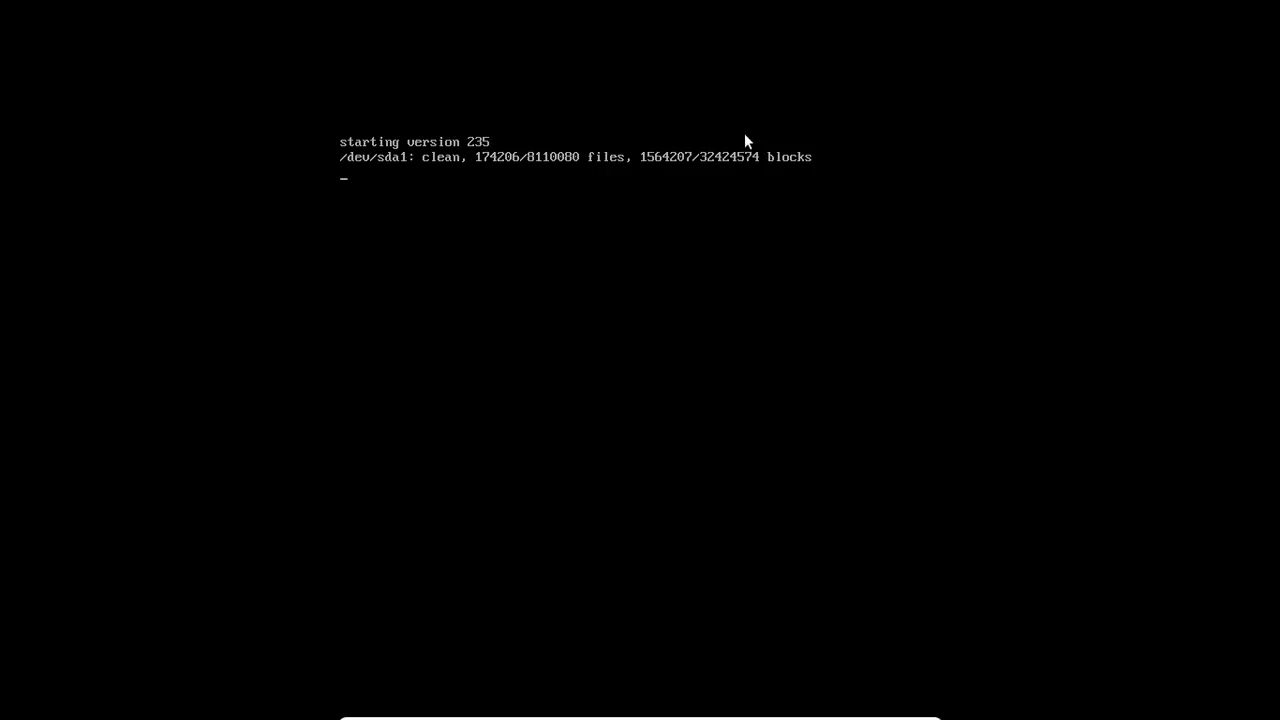 starting version 235
/dev/sda1: clean, 174206/8110080 files, 1564207/32424574 blocks
_